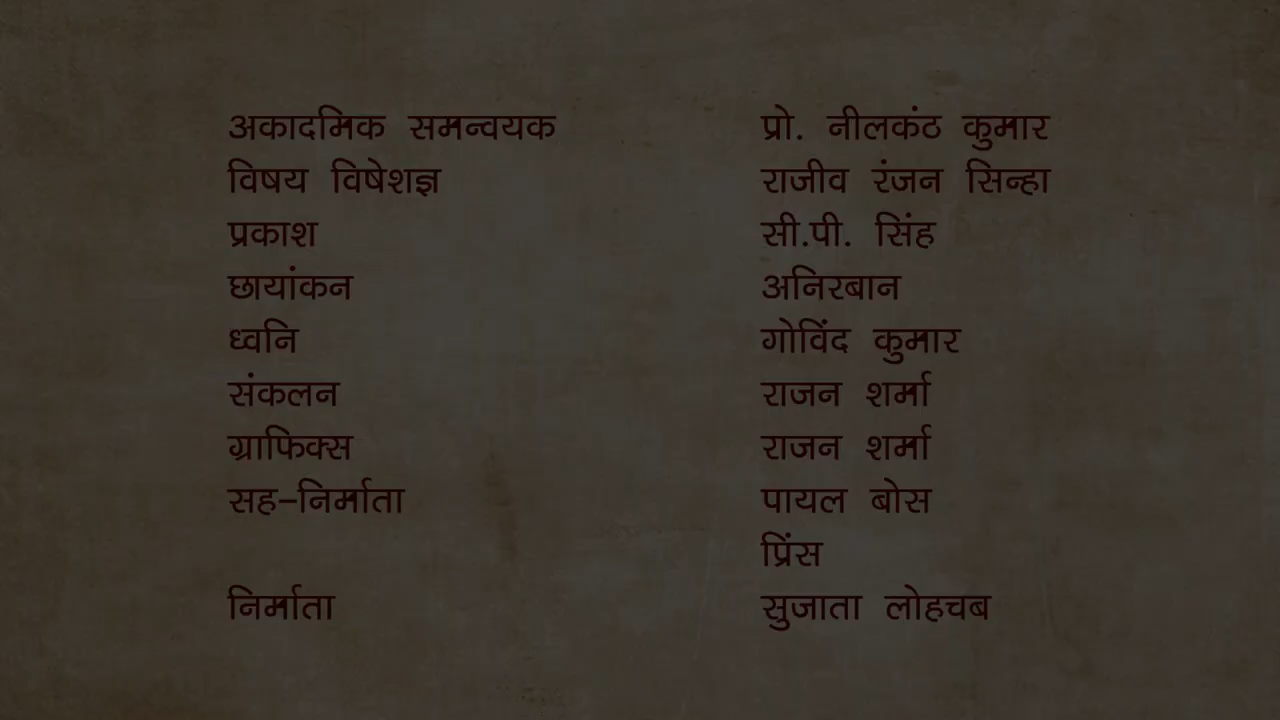 अकादमिक समन्वयक प्रो. नीलकंठ कुमार
विषय विषेशज्ञ राजीव रंजन सिन्हा
प्रकाश सी.पी. सिंह
छायांकन अनिरबान
ध्वनि गोविंद कुमार
संकलन राजन शर्मा
ग्राफिक्स राजन शर्मा
सह-निर्माता पायल बोस
प्रिंस
निर्माता सुजाता लोहचब